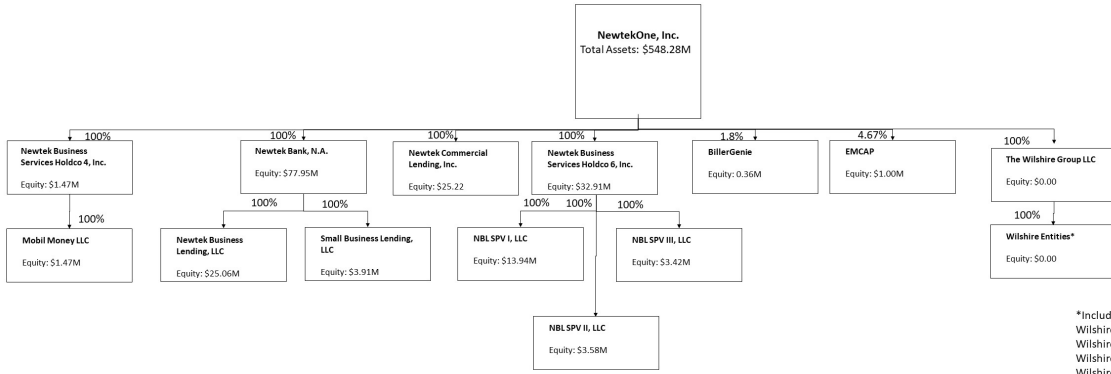 NewtekOne, Inc.
Total Assets: $548.28M
100%
100%
100%
100%
1.8%
4.67%
100%
Newtek Business
Services Holdco 4, Inc.
Equity: $1.47M
Newtek Bank, N.A.
Equity: $77.95M
Newtek Commercial
Lending, Inc.
Equity: $25.22
Newtek Business
Services Holdco 6, Inc.
Equity: $32.91M
BillerGenie
Equity: 0.36M
EMCAP
Equity: $1.00M
The Wilshire Group LLC
Equity: $0.00
100%
100%
100%
100%
100%
100%
100%
Mobil Money LLC
Equity: $1.47M
Newtek Business
Lending, LLC
Equity: $25.06M
Small Business Lending,
LLC
Equity: $3.91M
NBL SPV I, LLC
Equity: $13.94M
NBL SPV III, LLC
Equity: $3.42M
Wilshire Entities*
Equity: $0.00
NBL SPV II, LLC
Equity: $3.58M
*Includ
Wilshire
Wilshire
Wilshire
Wilshire